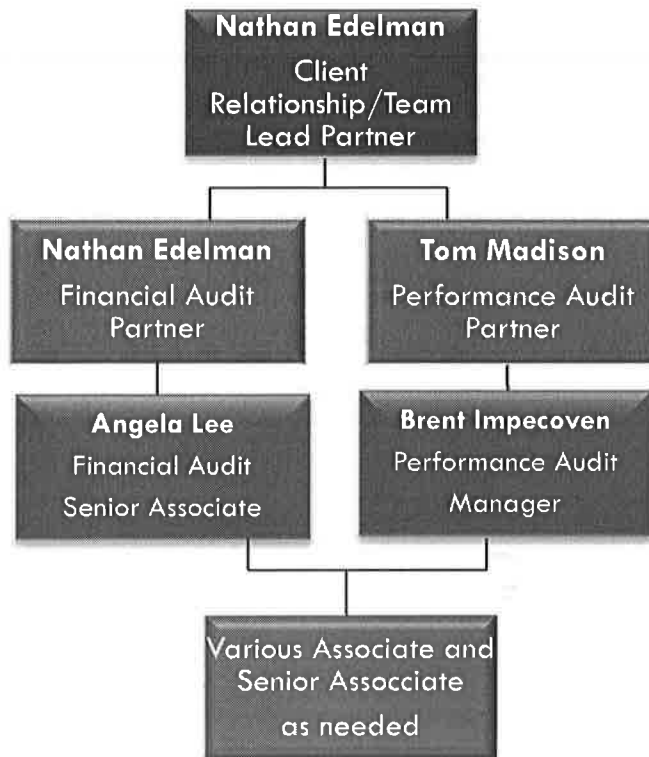 Nathan Edelman
Client
Relationship/Team
Lead Partner
Nathan Edelman
Financial Audit
Partner
Tom Madison
Performance Audit
Partner
Angela Lee
Financial Audit
Senior Associate
Brent Impecoven
Performance Audit
Manager
Various Associate and
Senior Assocciate
as needed